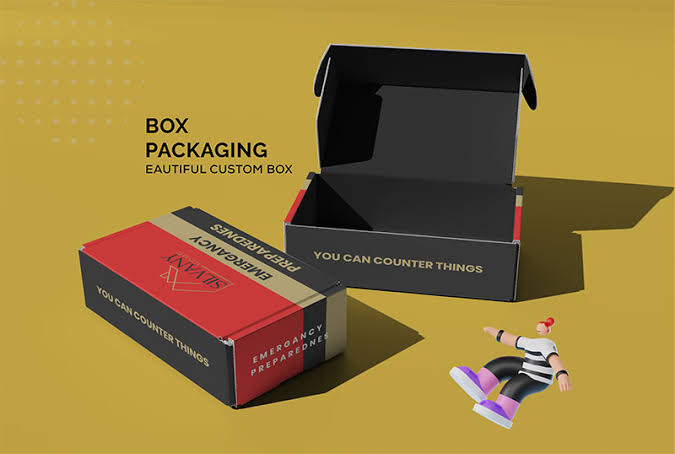 BOX
PACKAGING
EAUTIFUL CUSTOM BOX
YOU CAN COUNTER THINGS
SILVANY
EMERGANCY
PREPAREDNES
YOU CAN COUNTER THINGS
EMERGANCY
PREPAREDNES